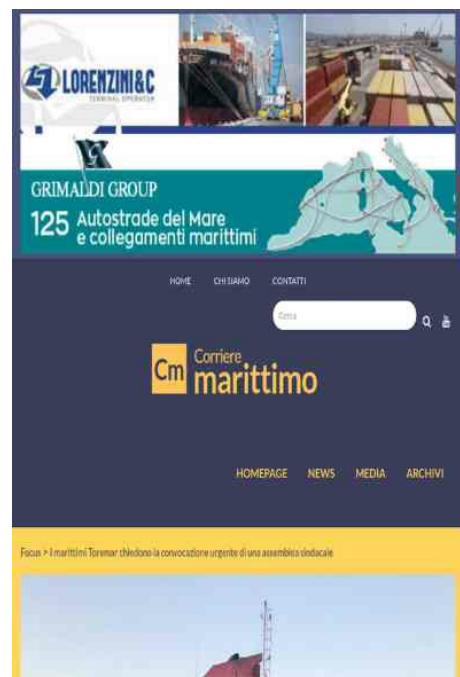 LORENZINI&C
TERMINAL OPERATOR
GRIMALDI GROUP
125 Autostrade del Mare
e collegamenti marittimi
HOME CHI SIAMO CONTATTI
Cerca
Cm Corriere
marittimo
HOMEPAGE NEWS MEDIA ARCHIVI
Focus > I marittimi Toremar chiedono la convocazione urgente di una assemblea sindacale